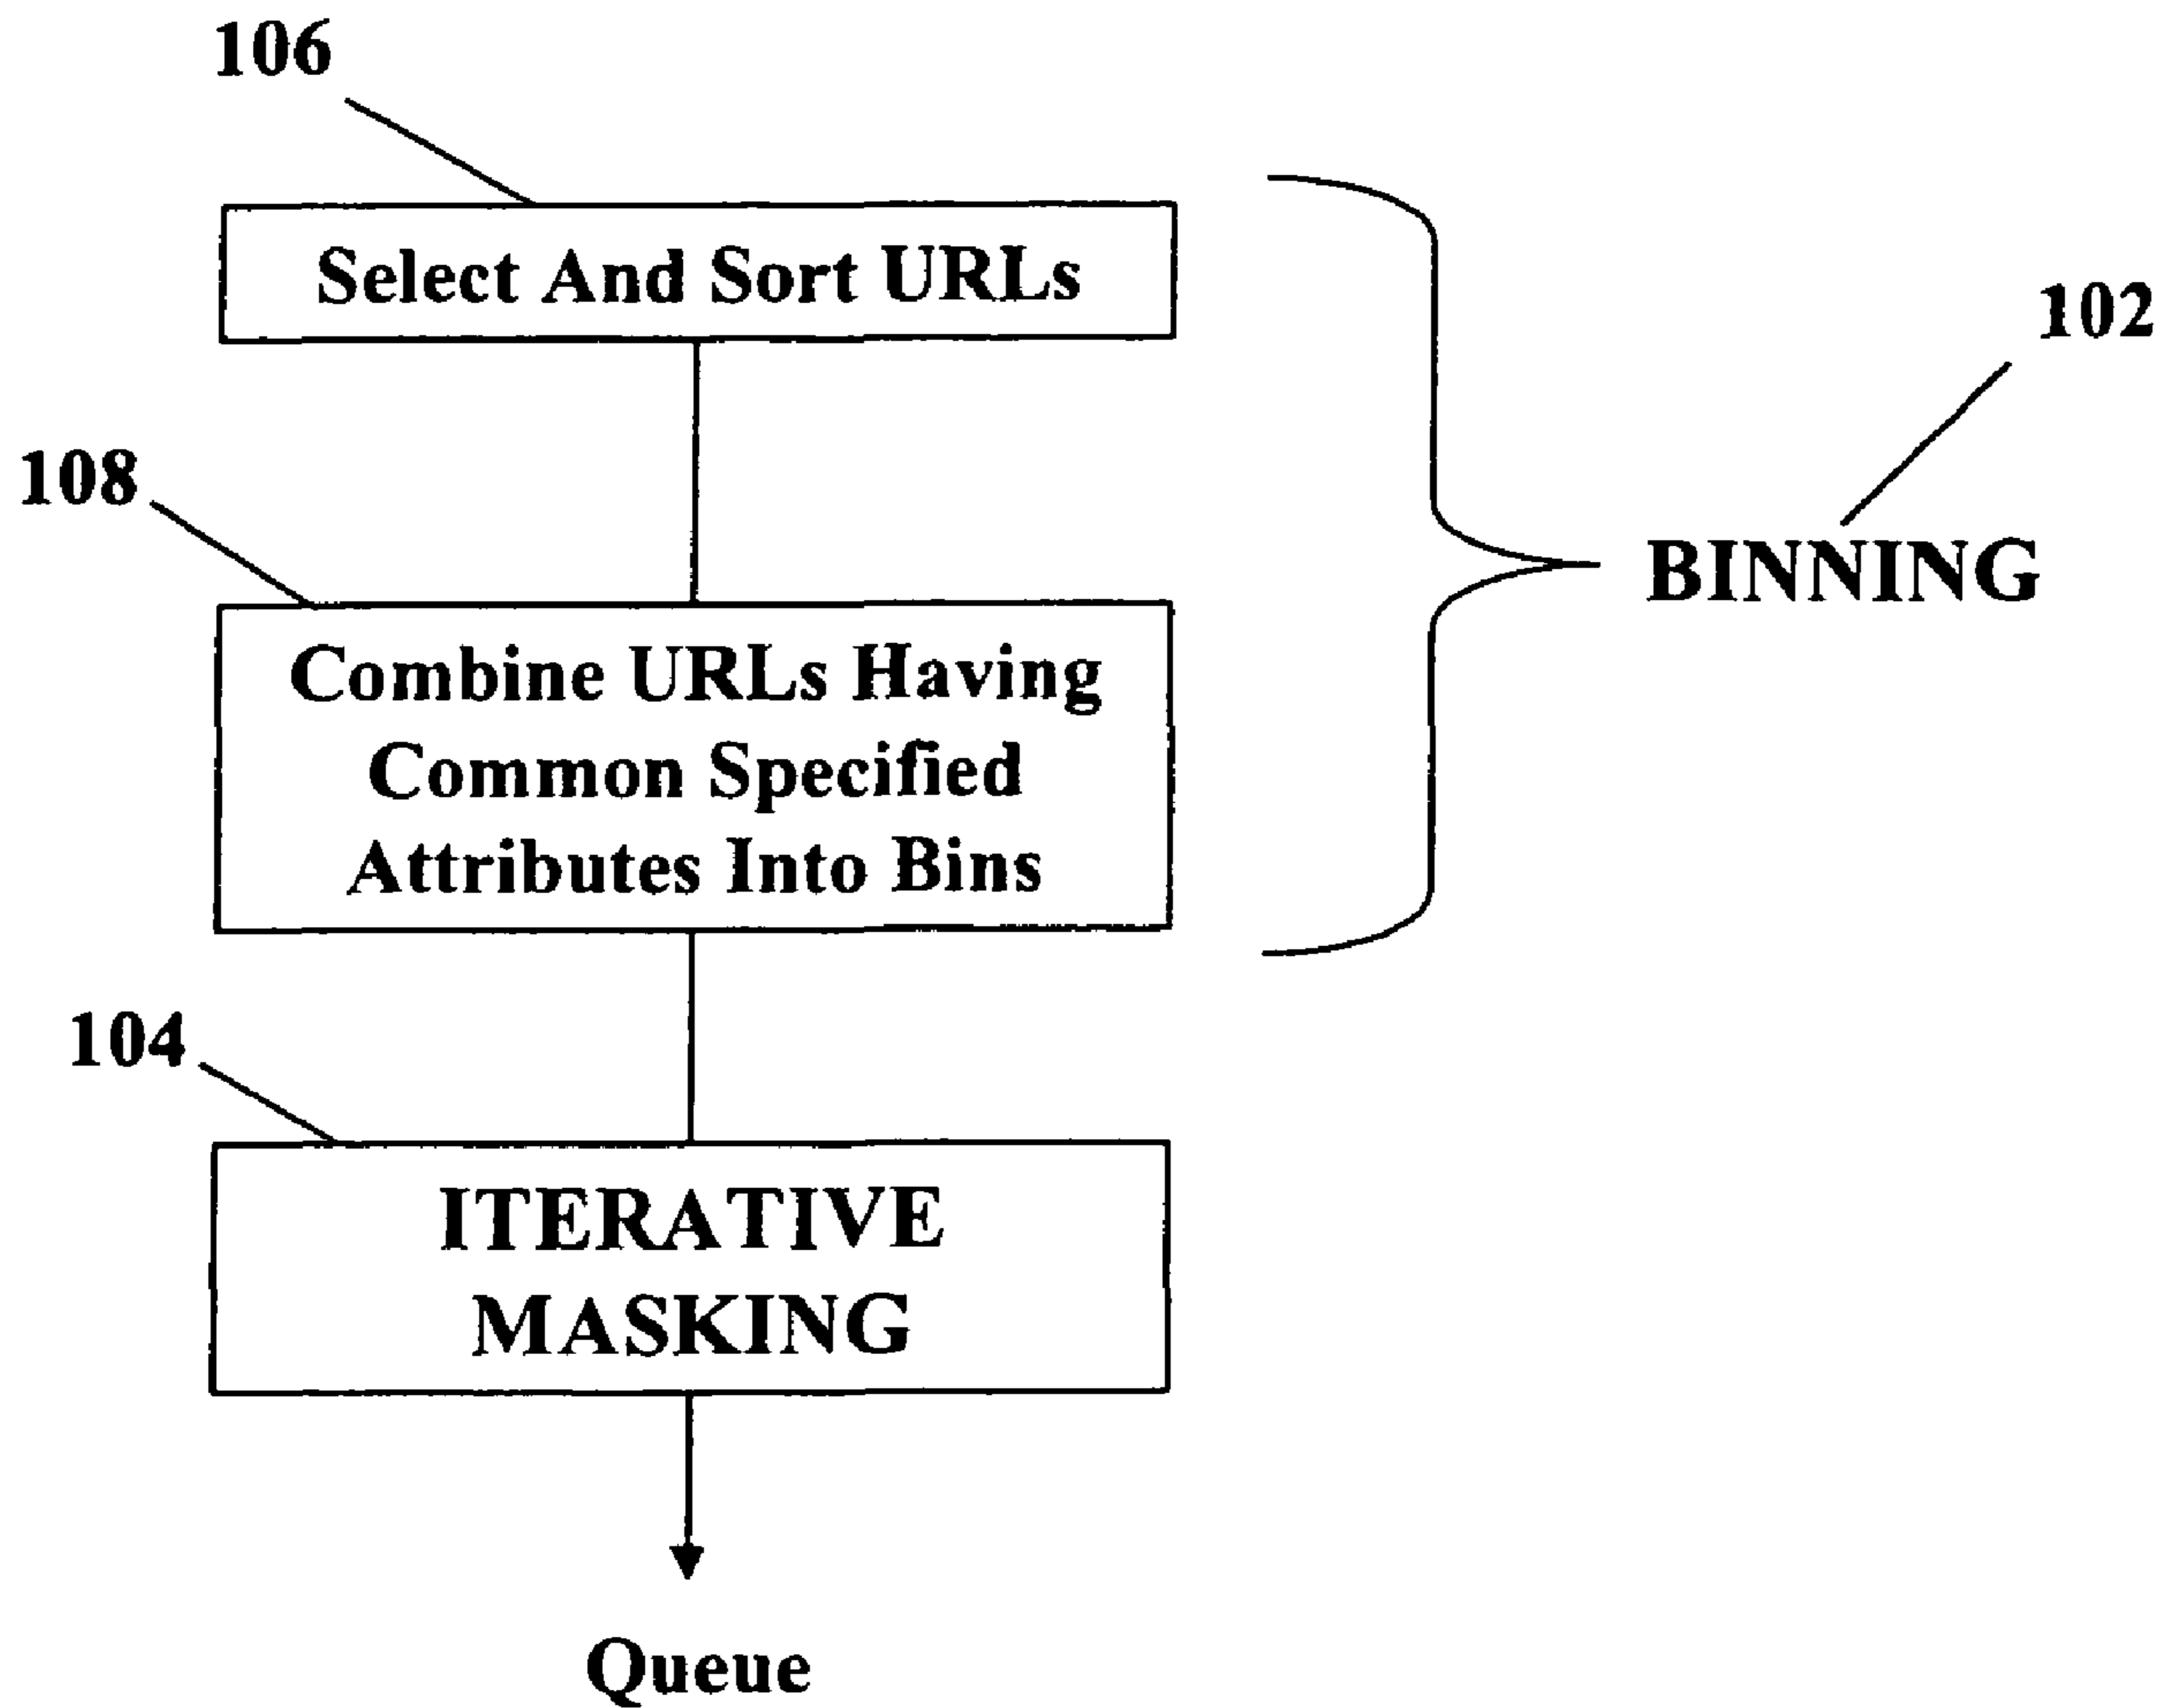 106
Select And Sort URLs
102
108
BINNING
Combine URLs Having
Common Specified
Attributes Into Bins
104
ITERATIVE
MASKING
Queue